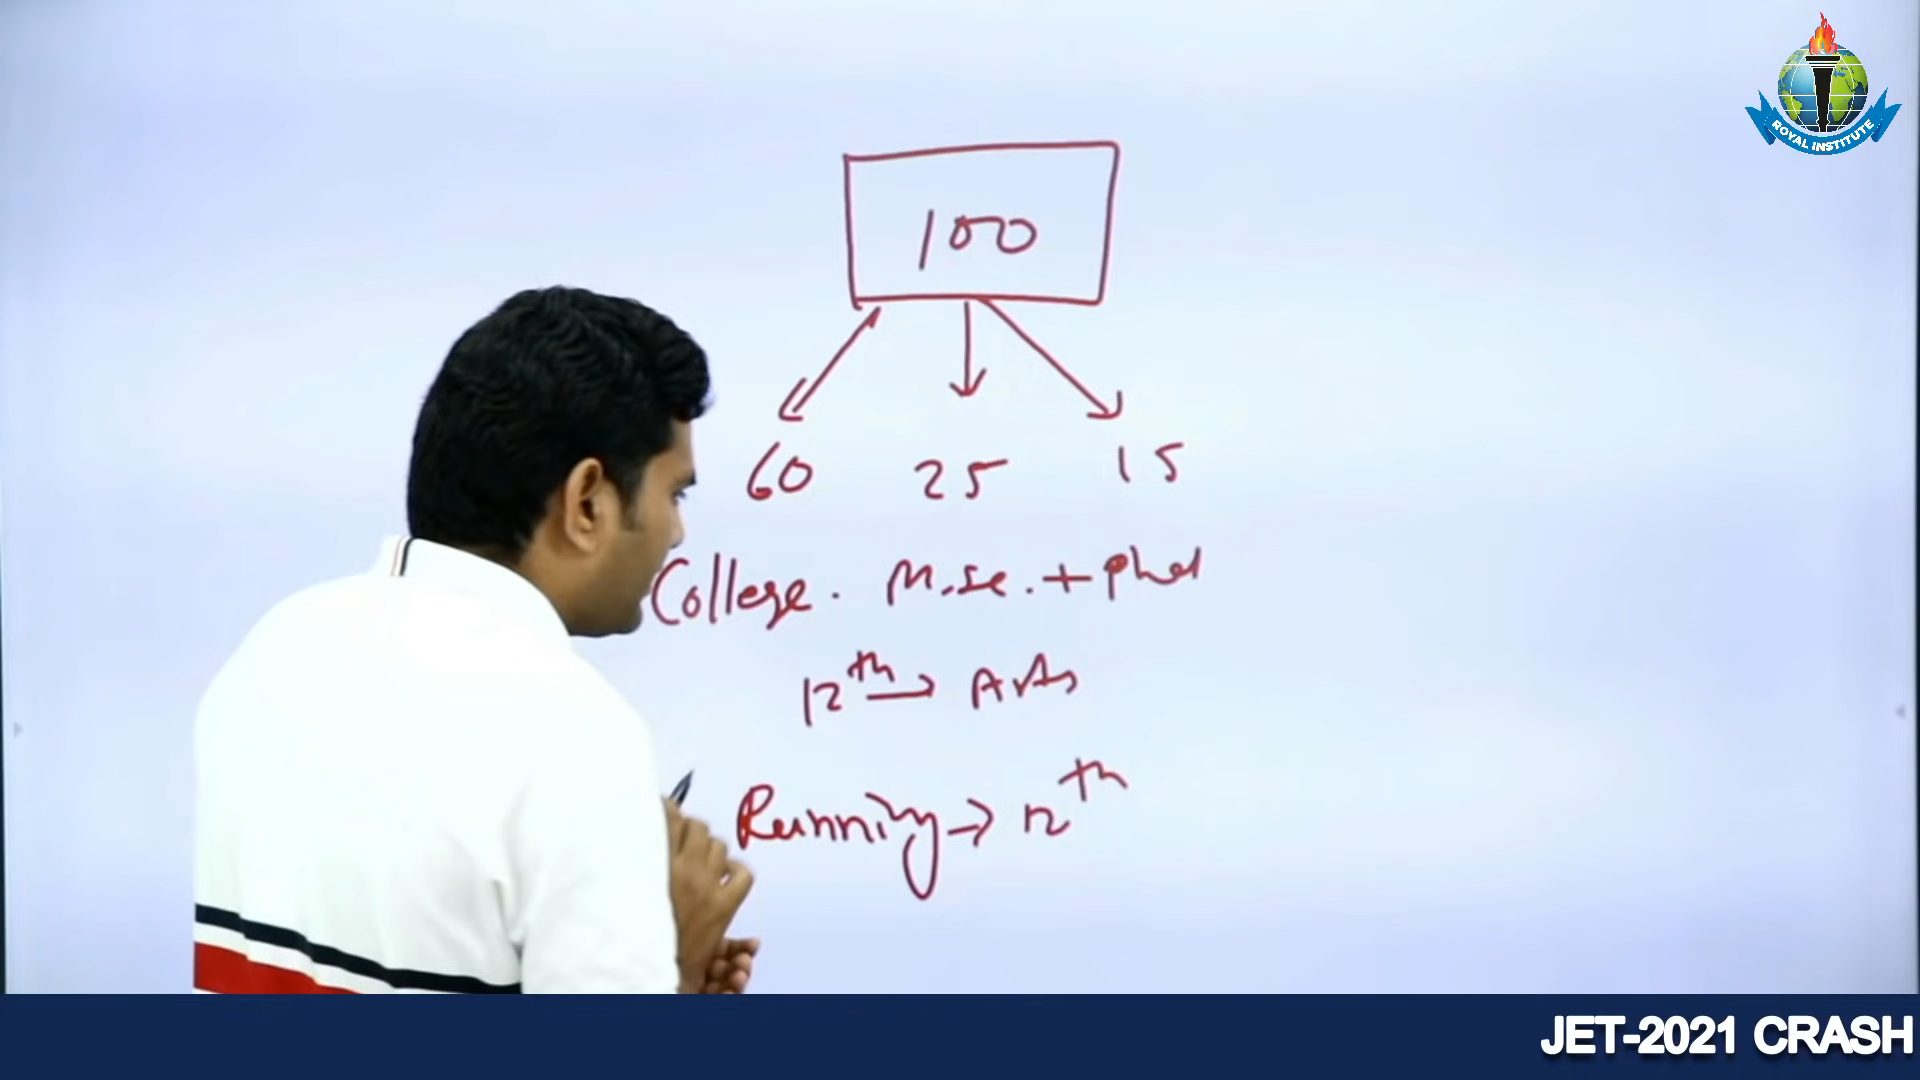 ROYAL INSTITUTE
100
60 25 15
College. M.Sc. + Phd
12th → Arts
Running → 12th
JET-2021 CRASH